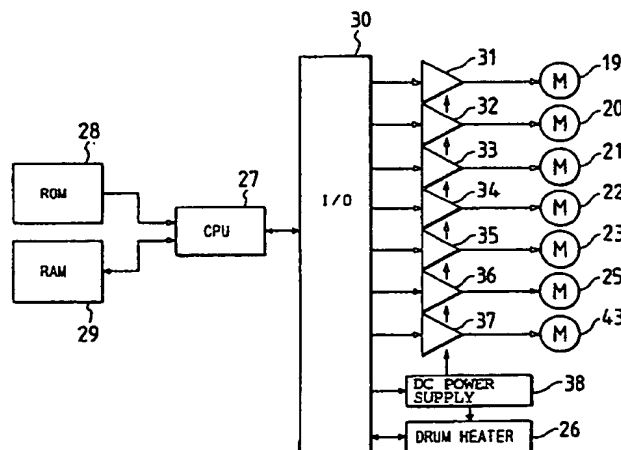 30
31
M
19
32
M
20
28
33
M
21
ROM
27
I/O
34
M
22
CPU
35
M
23
RAM
36
M
25
29
37
M
43
DC POWER
SUPPLY
38
DRUM HEATER
26